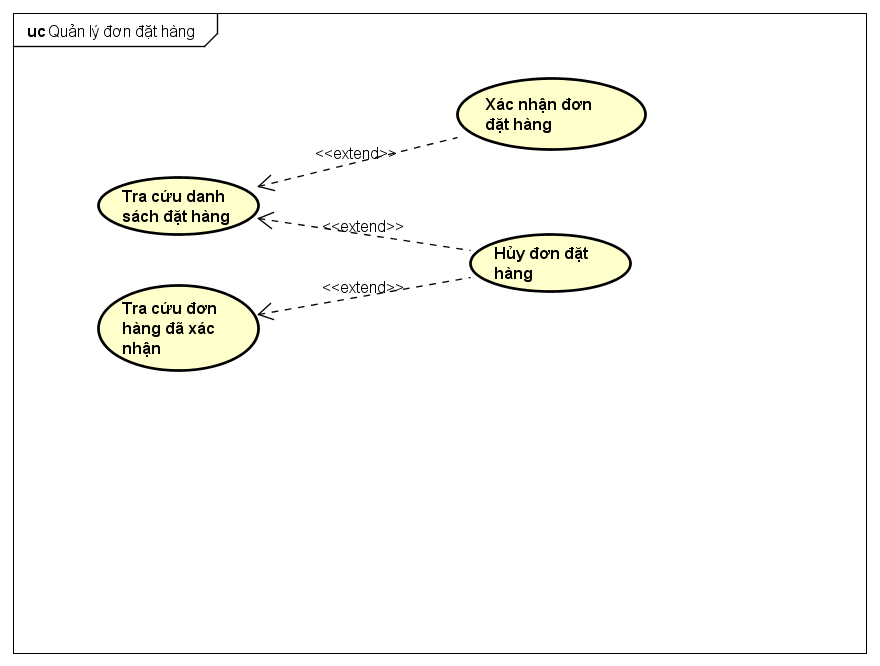 uc Quản lý đơn đặt hàng
Xác nhận đơn
đặt hàng
<<extend>>
Tra cứu danh
sách đặt hàng
<<extend>>
Hủy đơn đặt
hàng
<<extend>>
Tra cứu đơn
hàng đã xác
nhận